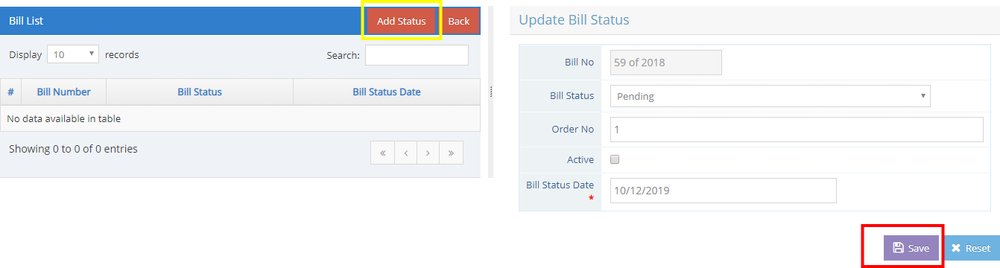 Bill List
Add Status
Back
Display 10 records
Search:
# Bill Number Bill Status Bill Status Date
No data available in table
Showing 0 to 0 of 0 entries
« ‹ › »
Update Bill Status
Bill No 59 of 2018
Bill Status Pending
Order No 1
Active
Bill Status Date * 10/12/2019
Save
Reset